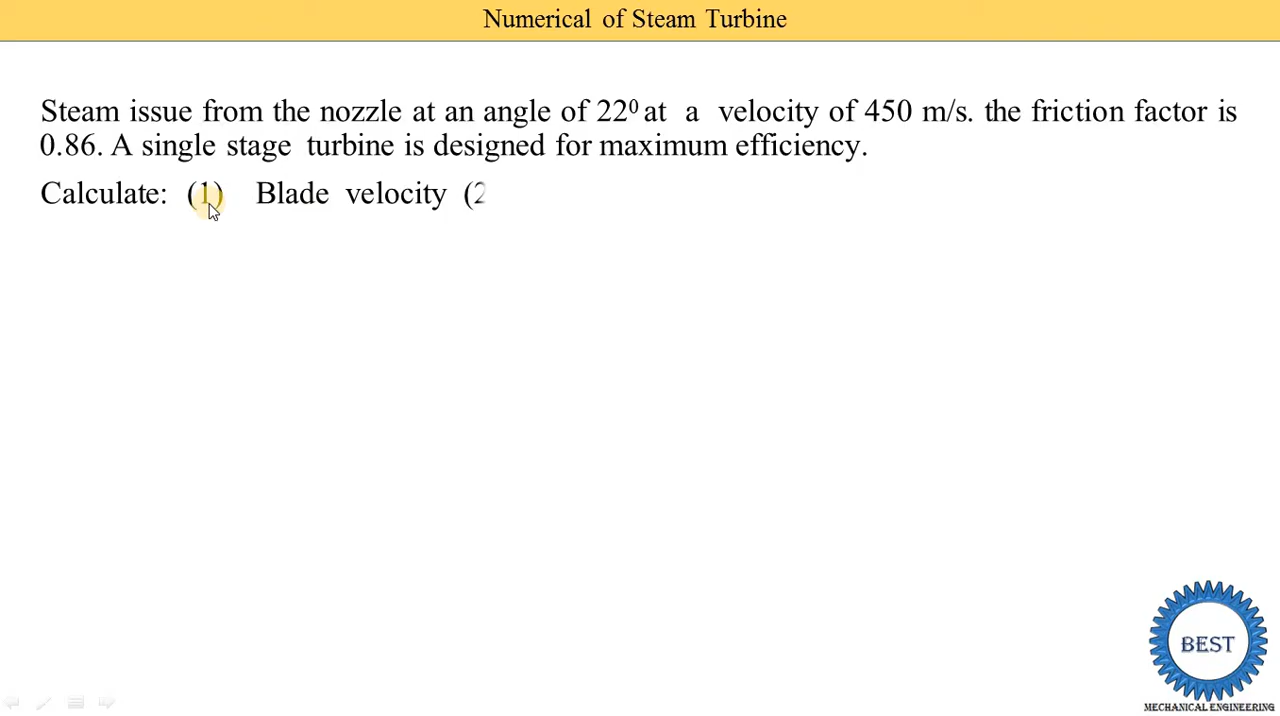 Numerical of Steam Turbine
Steam issue from the nozzle at an angle of 22⁰ at a velocity of 450 m/s. the friction factor is
0.86. A single stage turbine is designed for maximum efficiency.
Calculate: (1) Blade velocity (2
BEST
MECHANICAL ENGINEERING